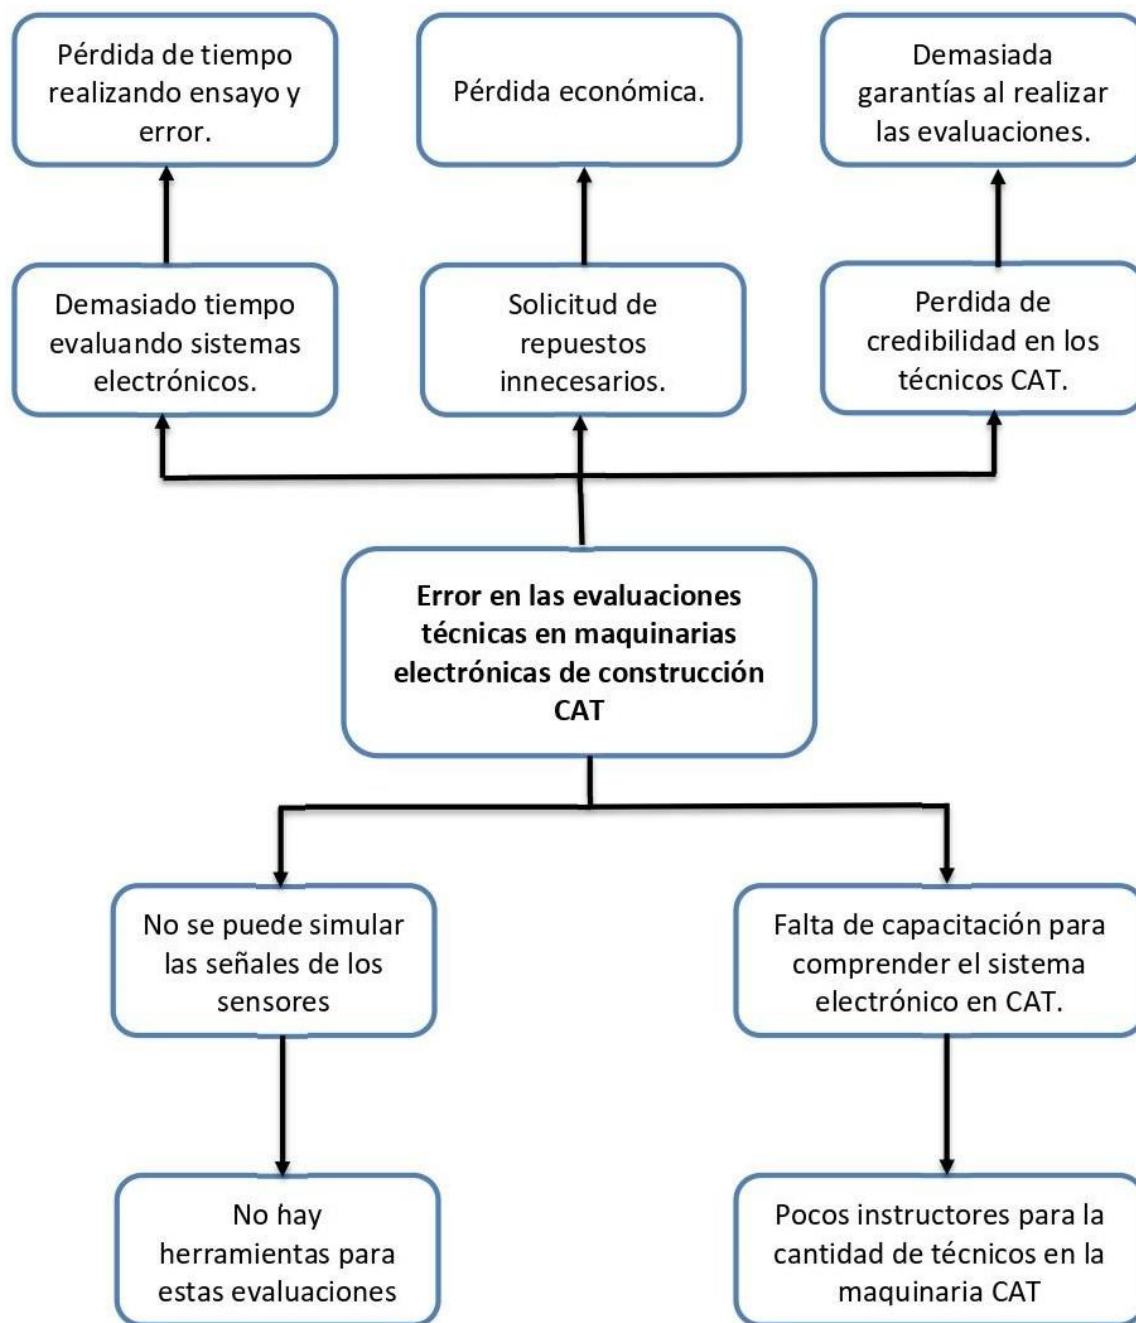 Pérdida de tiempo
realizando ensayo y
error.
Pérdida económica.
Demasiada
garantías al realizar
las evaluaciones.
Demasiado tiempo
evaluando sistemas
electrónicos.
Solicitud de
repuestos
innecesarios.
Perdida de
credibilidad en los
técnicos CAT.
Error en las evaluaciones
técnicas en maquinarias
electrónicas de construcción
CAT
No se puede simular
las señales de los
sensores
Falta de capacitación para
comprender el sistema
electrónico en CAT.
No hay
herramientas para
estas evaluaciones
Pocos instructores para la
cantidad de técnicos en la
maquinaria CAT